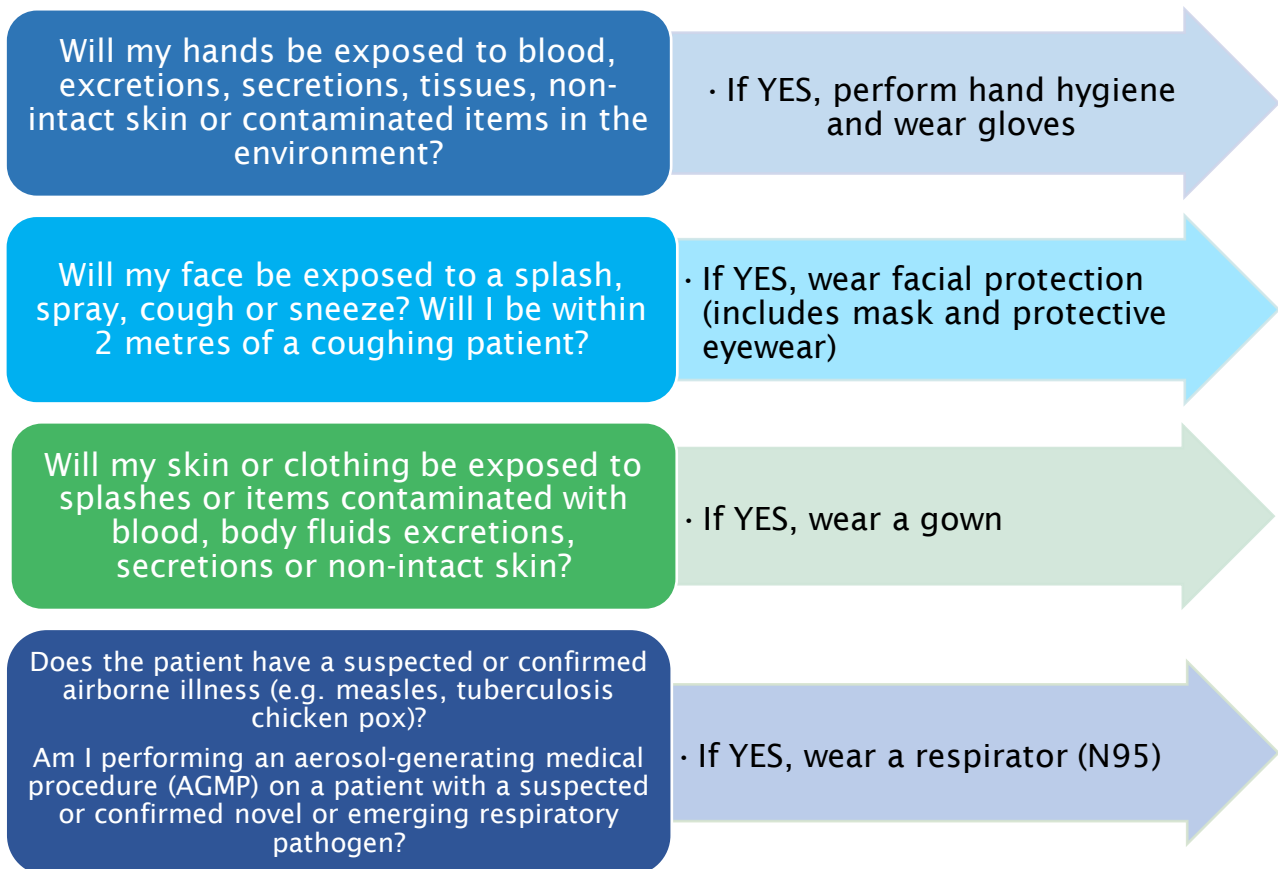 Will my hands be exposed to blood,
excretions, secretions, tissues, non-
intact skin or contaminated items in the
environment?
· If YES, perform hand hygiene
and wear gloves
Will my face be exposed to a splash,
spray, cough or sneeze? Will I be within
2 metres of a coughing patient?
· If YES, wear facial protection
(includes mask and protective
eyewear)
Will my skin or clothing be exposed to
splashes or items contaminated with
blood, body fluids excretions,
secretions or non-intact skin?
· If YES, wear a gown
Does the patient have a suspected or confirmed
airborne illness (e.g. measles, tuberculosis
chicken pox)?
Am I performing an aerosol-generating medical
procedure (AGMP) on a patient with a suspected
or confirmed novel or emerging respiratory
pathogen?
· If YES, wear a respirator (N95)